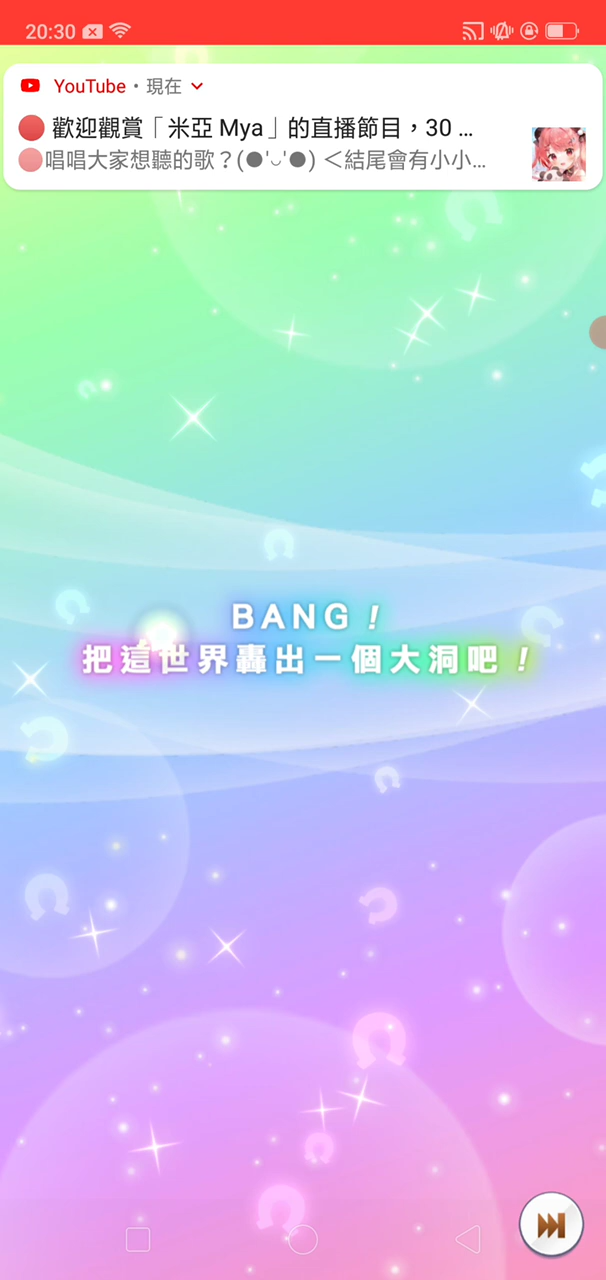 20:30
YouTube • 現在
歡迎觀賞「米亞 Mya」的直播節目，30 ...
唱唱大家想聽的歌？(●'◡'●) ＜結尾會有小小...
BANG！
把這世界轟出一個大洞吧！